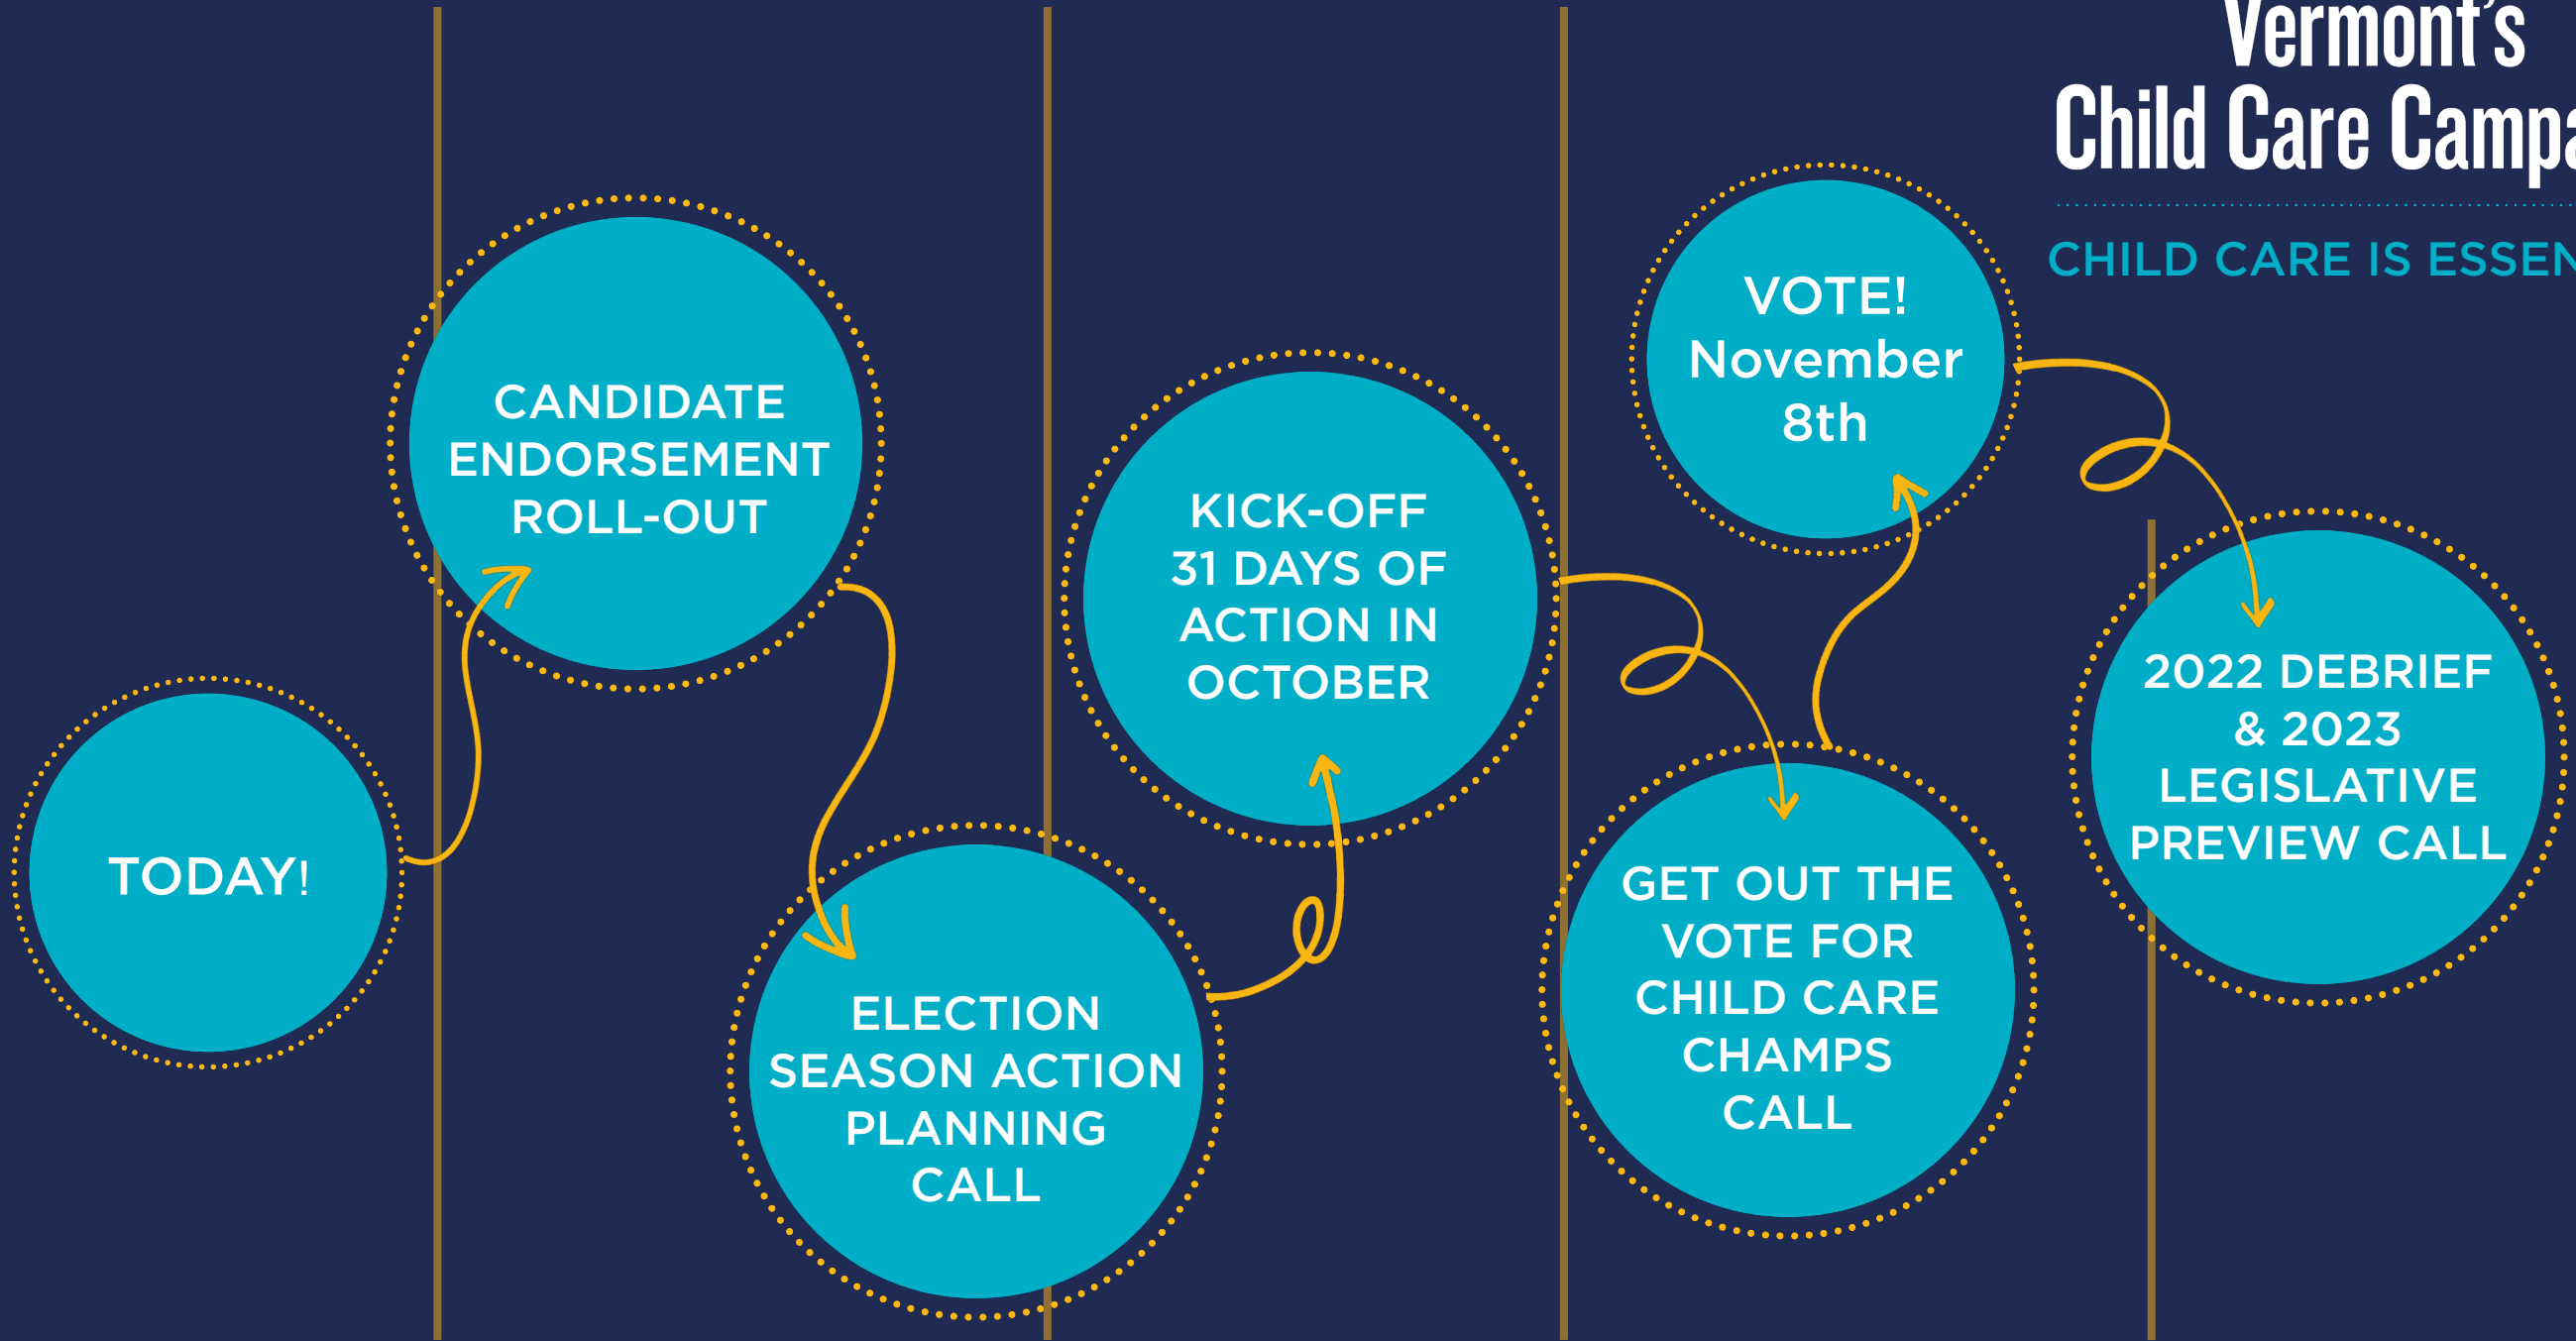 Vermont's
Child Care
CHILD CARE IS
TODAY!
CANDIDATE
ENDORSEMENT
ROLL-OUT
ELECTION
SEASON ACTION
PLANNING
CALL
KICK-OFF
31 DAYS OF
ACTION IN
OCTOBER
GET OUT THE
VOTE FOR
CHILD CARE
CHAMPS
CALL
VOTE!
November
8th
2022 DEBRIEF
& 2023
LEGISLATIVE
PREVIEW CALL